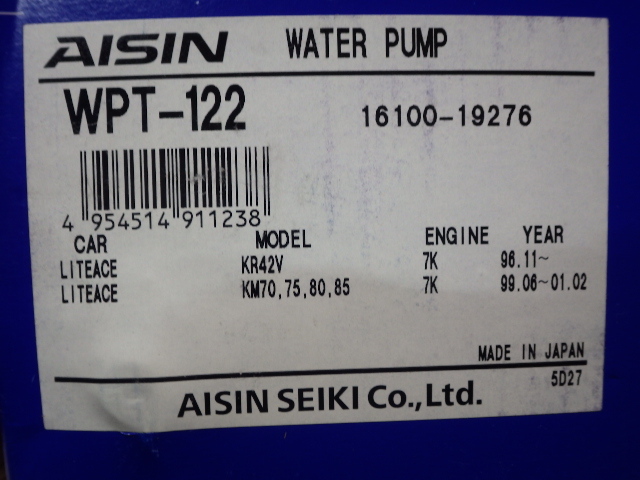 AISIN WATER PUMP
WPT-122 16100-19276
4 954514 911238
CAR MODEL ENGINE YEAR
LITEACE KR42V 7K 96.11~
LITEACE KM70,75,80,85 7K 99.06~01.02
MADE IN JAPAN
5D27
AISIN SEIKI Co.,Ltd.